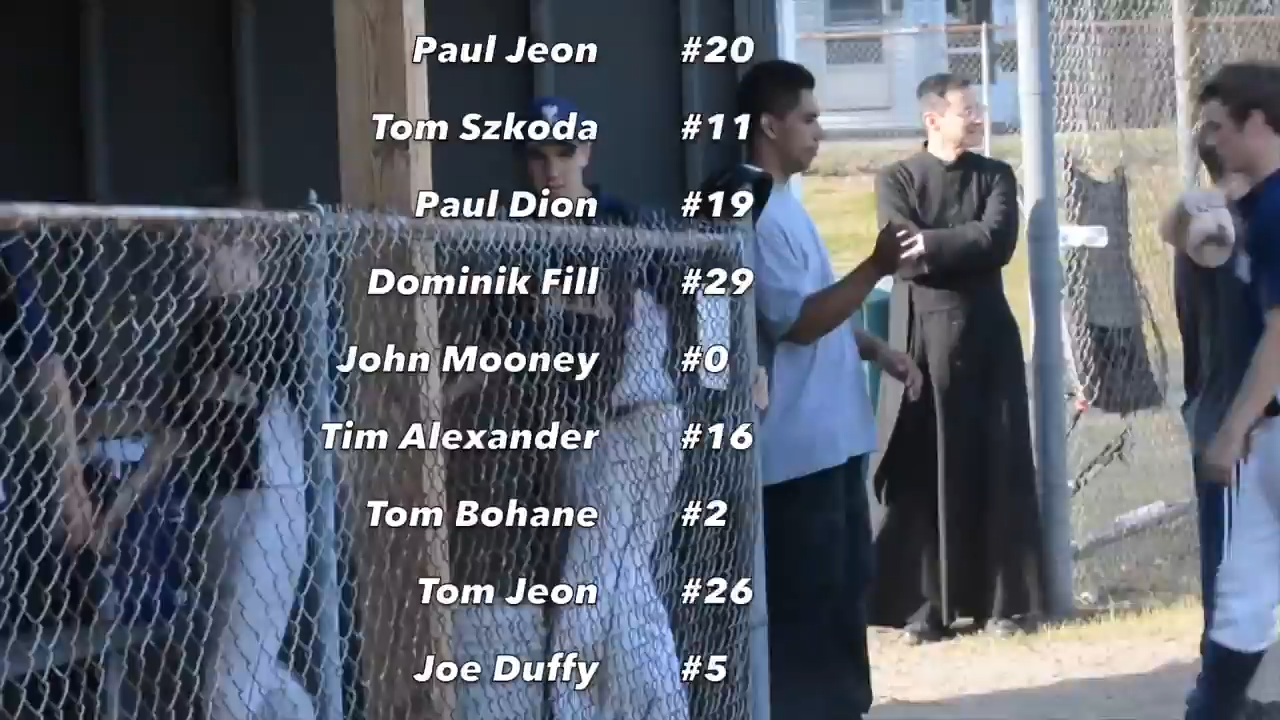 Paul Jeon #20
Tom Szkoda #11
Paul Dion #19
Dominik Fill #29
John Mooney #0
Tim Alexander #16
Tom Bohane #2
Tom Jeon #26
Joe Duffy #5